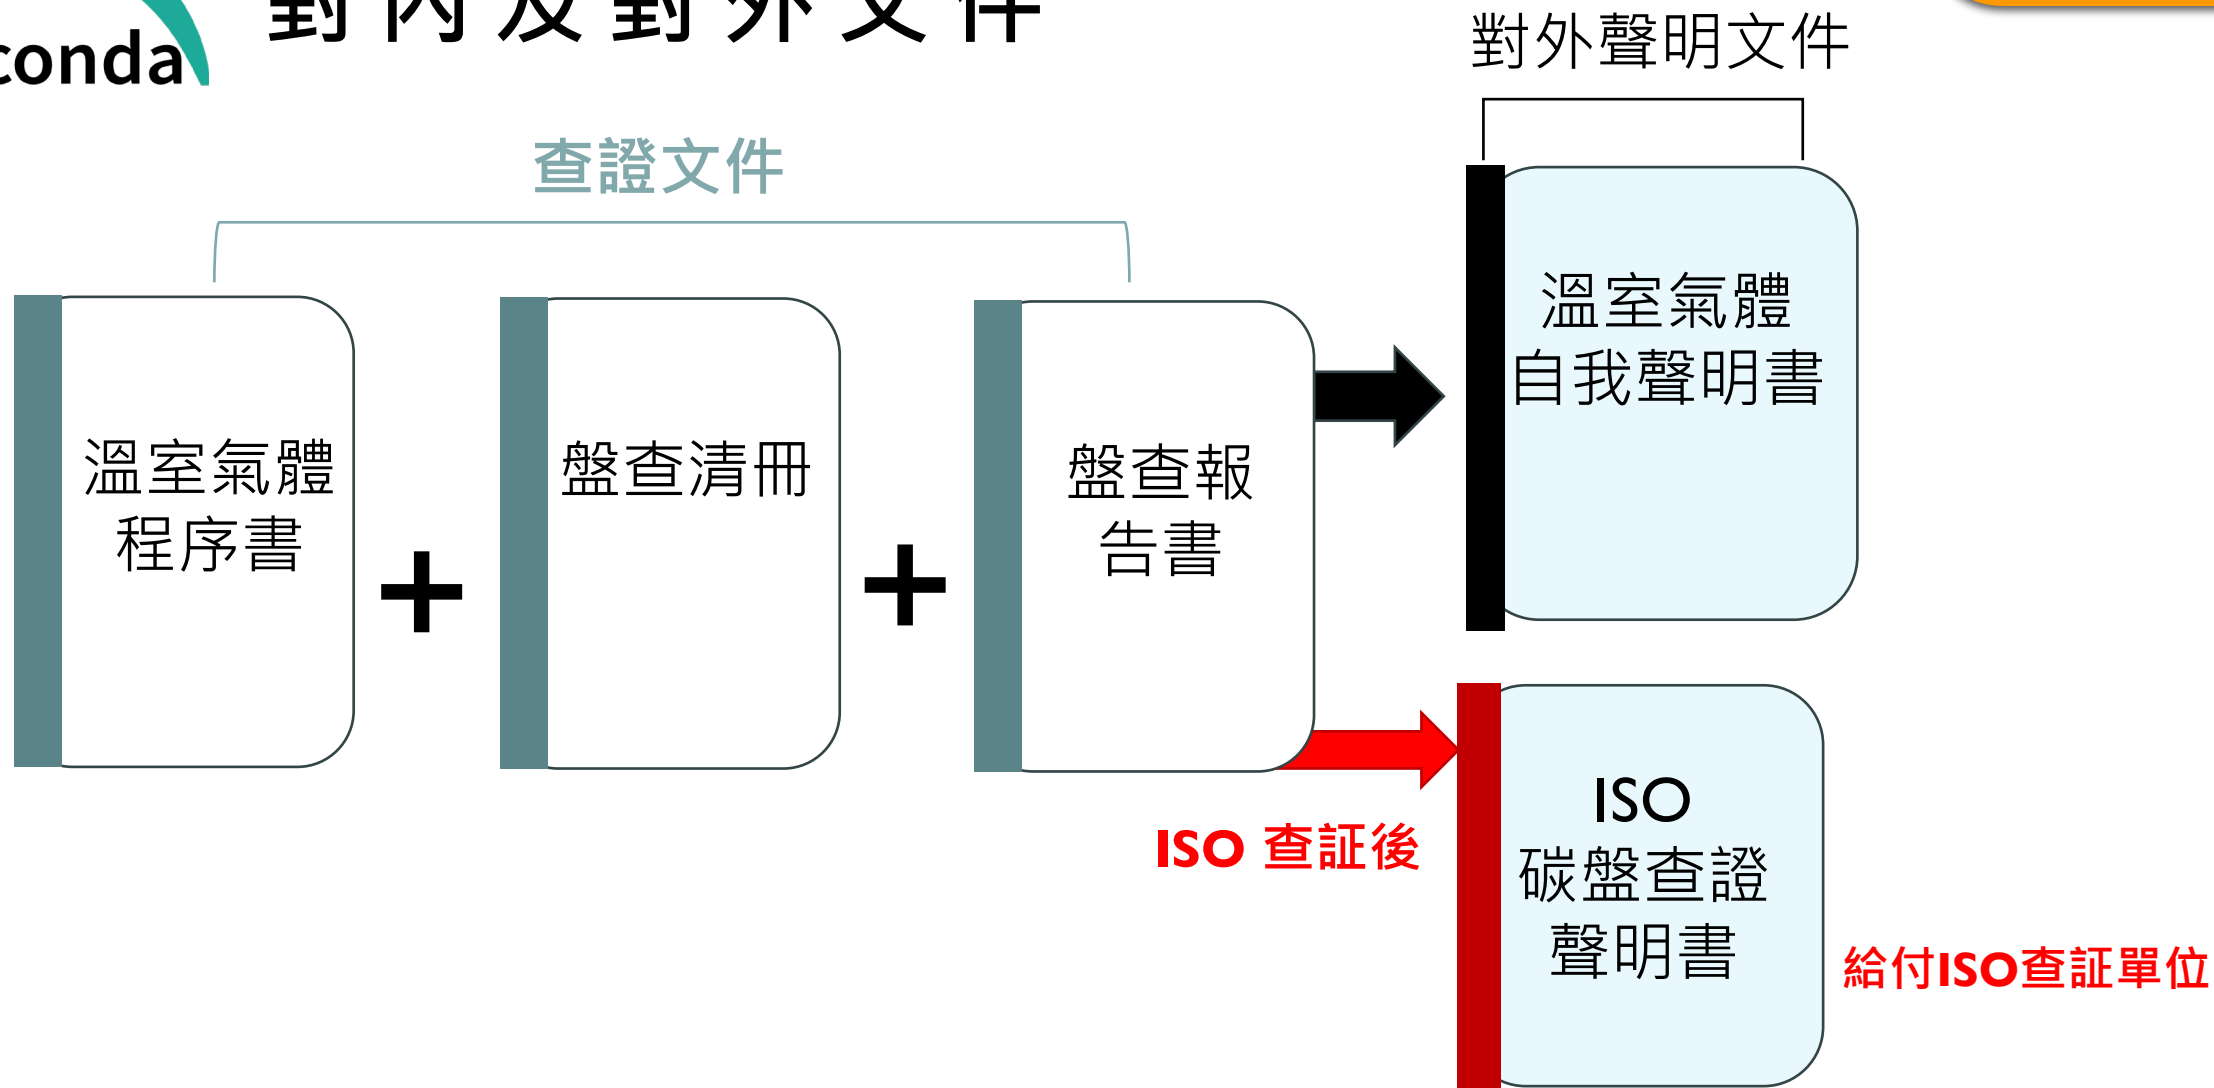 conda
對內及對外文件
對外聲明文件
查證文件
溫室氣體
程序書
+
盤查清冊
+
盤查報
告書
溫室氣體
自我聲明書
ISO 查証後
ISO
碳盤查證
聲明書
給付ISO查証單位